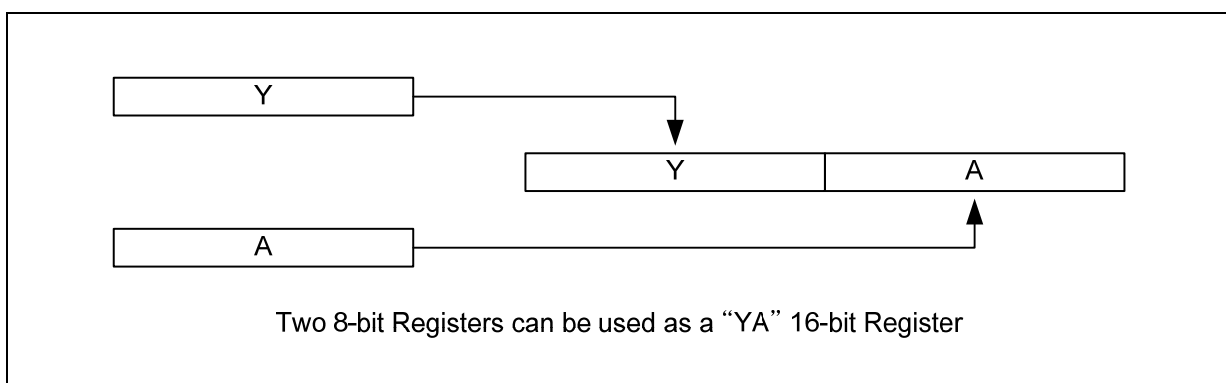 Y
Y A
A
Two 8-bit Registers can be used as a “YA” 16-bit Register